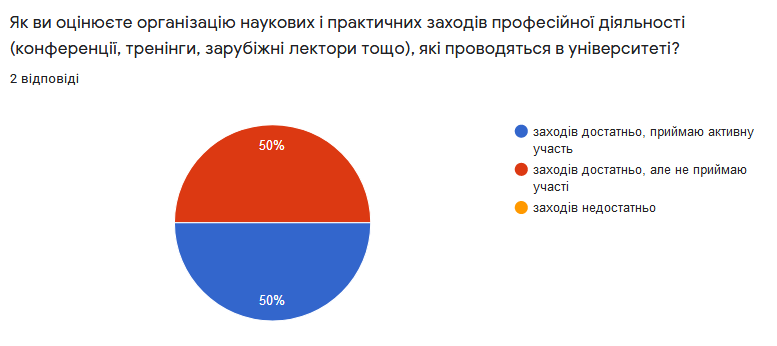 Як ви оцінюєте організацію наукових і практичних заходів професійної діяльності
(конференції, тренінги, зарубіжні лектори тощо), які проводяться в університеті?
2 відповіді
50%
50%
заходів достатньо, приймаю активну
участь
заходів достатньо, але не приймаю
участі
заходів недостатньо